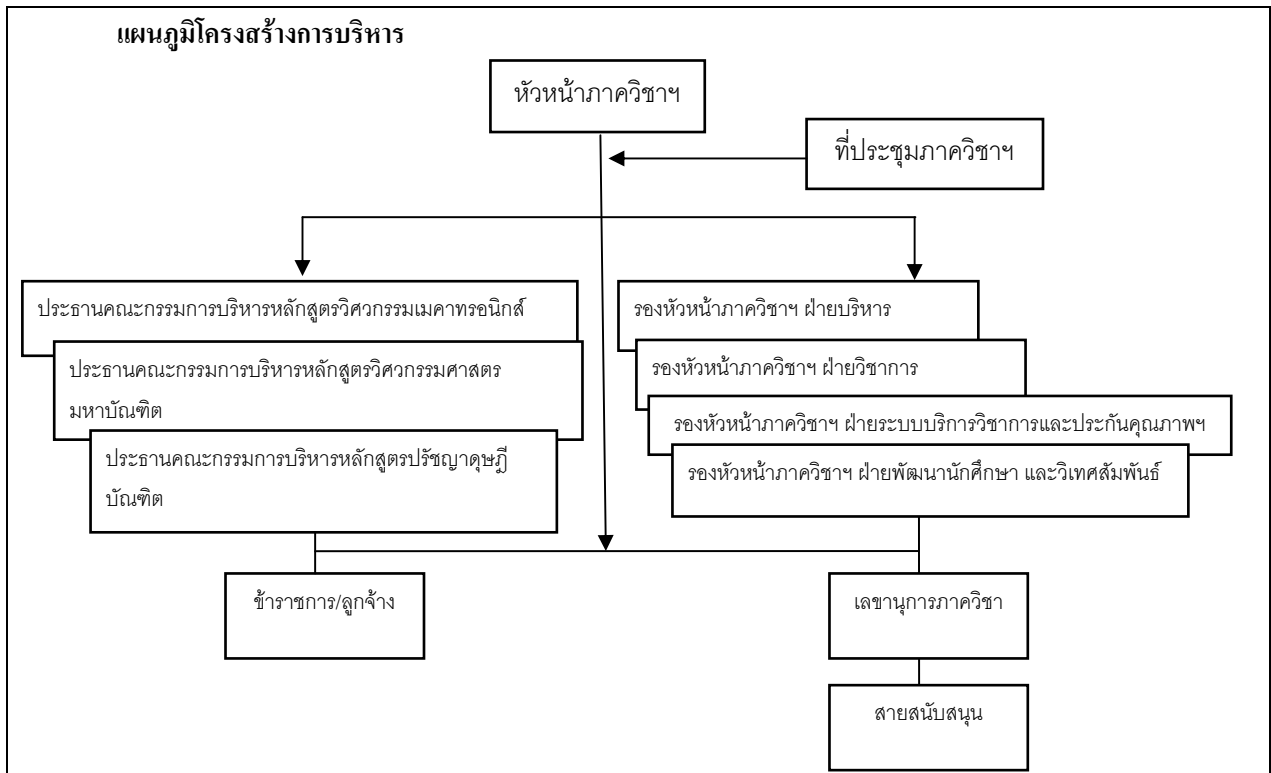 แผนภูมิโครงสร้างการบริหาร
หัวหน้าภาควิชาฯ
ที่ประชุมภาควิชาฯ
ประธานคณะกรรมการบริหารหลักสูตรวิศวกรรมเมคาทรอนิกส์
ประธานคณะกรรมการบริหารหลักสูตรวิศวกรรมศาสตร
มหาบัณฑิต
ประธานคณะกรรมการบริหารหลักสูตรปรัชญาดุษฎี
บัณฑิต
รองหัวหน้าภาควิชาฯ ฝ่ายบริหาร
รองหัวหน้าภาควิชาฯ ฝ่ายวิชาการ
รองหัวหน้าภาควิชาฯ ฝ่ายระบบบริการวิชาการและประกันคุณภาพฯ
รองหัวหน้าภาควิชาฯ ฝ่ายพัฒนานักศึกษา และวิเทศสัมพันธ์
ข้าราชการ/ลูกจ้าง
เลขานุการภาควิชา
สายสนับสนุน